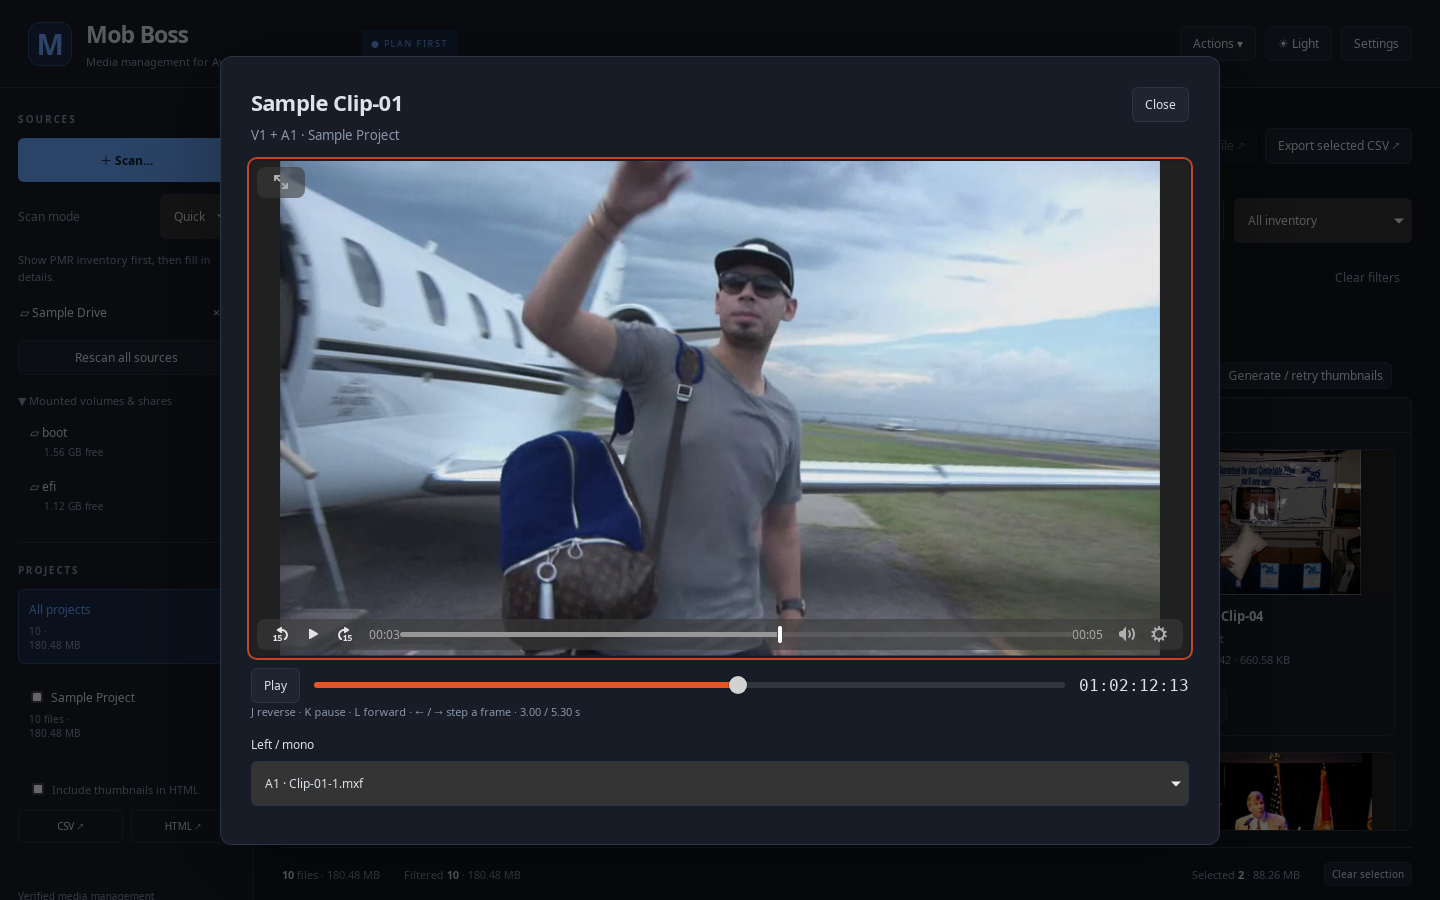 M
Mob Boss
Media management for Av
PLAN FIRST
Actions ▾
☀ Light
Settings
SOURCES
+ Scan...
Scan mode
Quick
Show PMR inventory first, then fill in
details.
Sample Drive
×
Rescan all sources
▼ Mounted volumes & shares
boot
1.56 GB free
efi
1.12 GB free
PROJECTS
All projects
10 ·
180.48 MB
Sample Project
10 files ·
180.48 MB
Include thumbnails in HTML
CSV ↗
HTML ↗
Verified media management
Sample Clip-01
Close
V1 + A1 · Sample Project
15
15
00:03
00:05
Play
01:02:12:13
J reverse · K pause · L forward · ← / → step a frame · 3.00 / 5.30 s
Left / mono
A1 · Clip-01-1.mxf
ile ↗
Export selected CSV ↗
All inventory
Clear filters
Generate / retry thumbnails
Clip-04
t
42 · 660.58 KB
10 files · 180.48 MB
Filtered 10 · 180.48 MB
Selected 2 · 88.26 MB
Clear selection